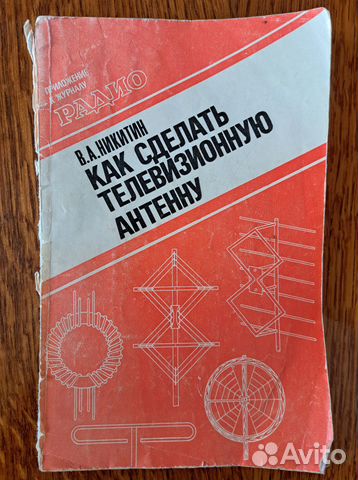 ПРИЛОЖЕНИЕ
К ЖУРНАЛУ
РАДИО
В.А.НИКИТИН
КАК СДЕЛАТЬ
ТЕЛЕВИЗИОННУЮ
АНТЕННУ
Avito